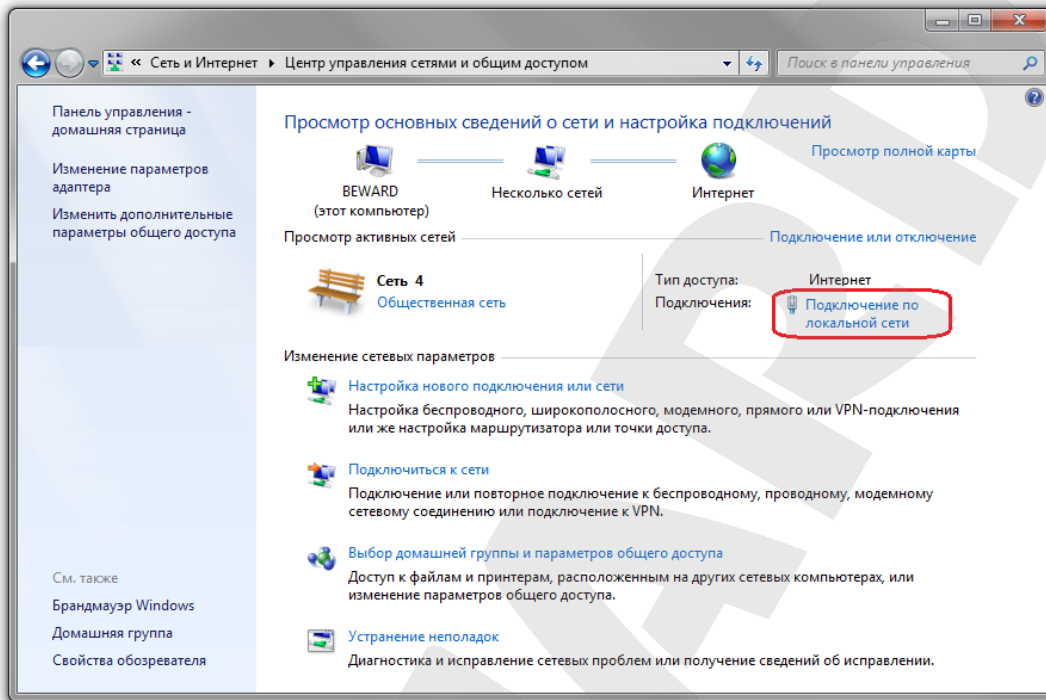 « Сеть и Интернет ▸ Центр управления сетями и общим доступом
Поиск в панели управления
Панель управления -
домашняя страница
Изменение параметров
адаптера
Изменить дополнительные
параметры общего доступа
Просмотр основных сведений о сети и настройка подключений
Просмотр полной карты
BEWARD
(этот компьютер)
Несколько сетей
Интернет
Просмотр активных сетей
Подключение или отключение
Сеть 4
Общественная сеть
Тип доступа: Интернет
Подключения: Подключение по
локальной сети
Изменение сетевых параметров
Настройка нового подключения или сети
Настройка беспроводного, широкополосного, модемного, прямого или VPN-подключения
или же настройка маршрутизатора или точки доступа.
Подключиться к сети
Подключение или повторное подключение к беспроводному, проводному, модемному
сетевому соединению или подключение к VPN.
Выбор домашней группы и параметров общего доступа
Доступ к файлам и принтерам, расположенным на других сетевых компьютерах, или
изменение параметров общего доступа.
Устранение неполадок
Диагностика и исправление сетевых проблем или получение сведений об исправлении.
См. также
Брандмауэр Windows
Домашняя группа
Свойства обозревателя